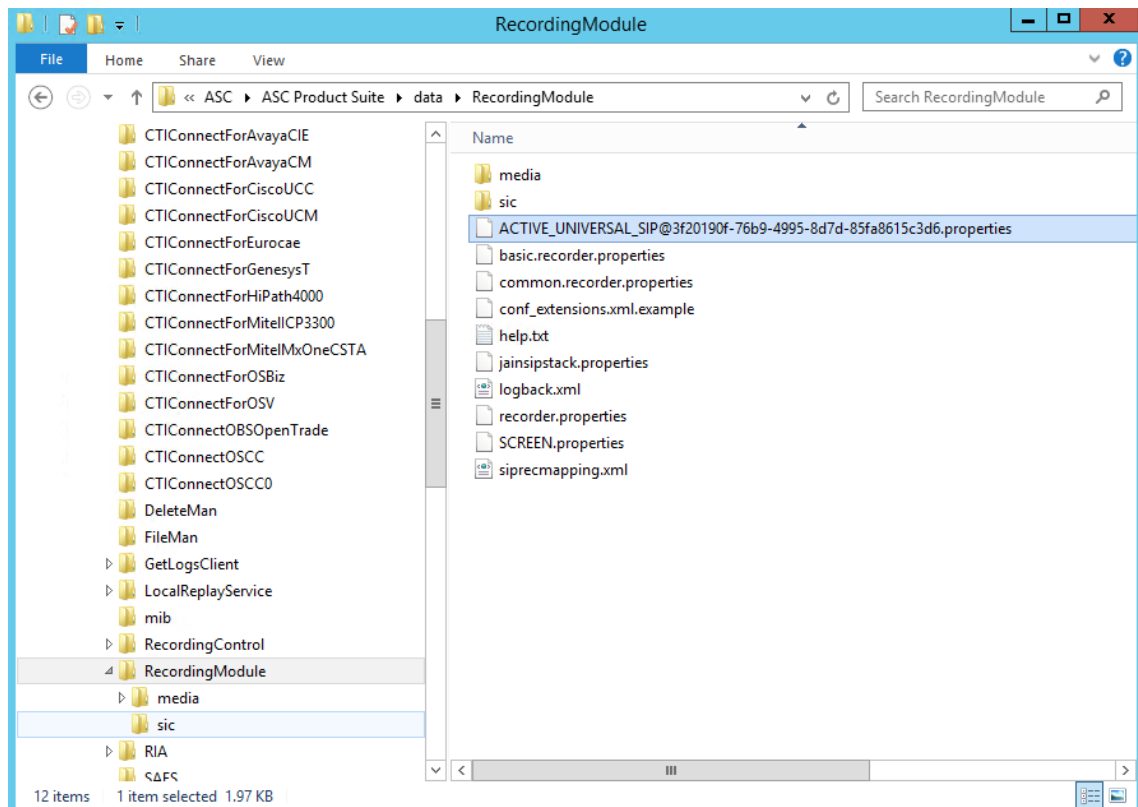 RecordingModule
File Home Share View
« ASC ▸ ASC Product Suite ▸ data ▸ RecordingModule
Search RecordingModule
CTIConnectForAvayaCIE
CTIConnectForAvayaCM
CTIConnectForCiscoUCC
CTIConnectForCiscoUCM
CTIConnectForEurocae
CTIConnectForGenesysT
CTIConnectForHiPath4000
CTIConnectForMitelICP3300
CTIConnectForMitelMxOneCSTA
CTIConnectForOSBiz
CTIConnectForOSV
CTIConnectOBSOpenTrade
CTIConnectOSCC
CTIConnectOSCC0
DeleteMan
FileMan
GetLogsClient
LocalReplayService
mib
RecordingControl
RecordingModule
media
sic
RIA
SAFS
Name
media
sic
ACTIVE_UNIVERSAL_SIP@3f20190f-76b9-4995-8d7d-85fa8615c3d6.properties
basic.recorder.properties
common.recorder.properties
conf_extensions.xml.example
help.txt
jainsipstack.properties
logback.xml
recorder.properties
SCREEN.properties
siprecmapping.xml
12 items 1 item selected 1.97 KB